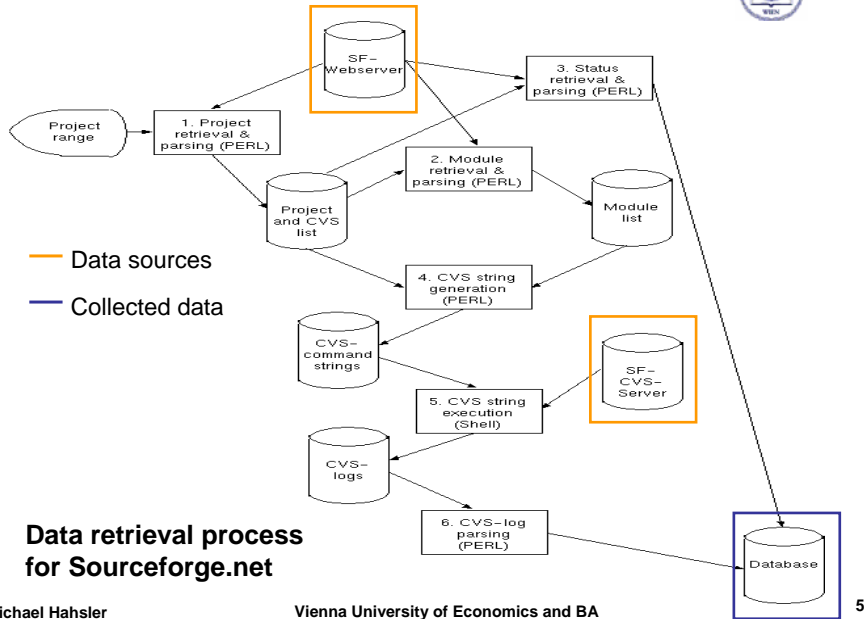 WIEN
SF-
Webserver
3. Status
retrieval &
parsing (PERL)
Project
range
1. Project
retrieval &
parsing (PERL)
2. Module
retrieval &
parsing (PERL)
Project
and CVS
list
Module
list
Data sources
Collected data
4. CVS string
generation
(PERL)
CVS-
command
strings
SF-
CVS-
Server
5. CVS string
execution
(Shell)
CVS-
logs
6. CVS-log
parsing
(PERL)
Database
Data retrieval process
for Sourceforge.net
ichael Hahsler
Vienna University of Economics and BA
5